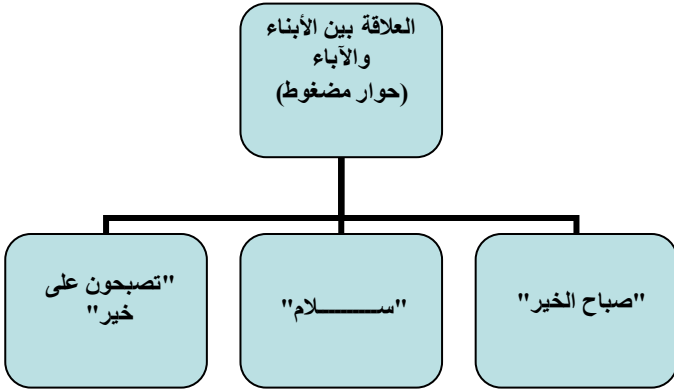 العلاقة بين الأبناء
والآباء
(حوار مضغوط)
"صباح الخير"
"ســـــــــلام"
"تصبحون على
خير"